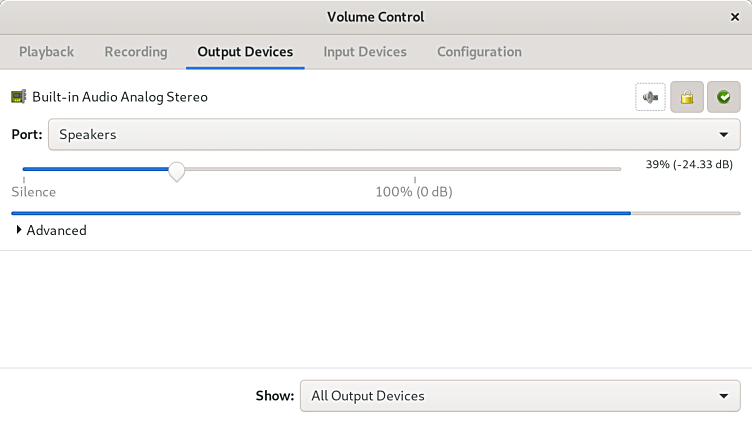 Volume Control
Playback Recording Output Devices Input Devices Configuration
Built-in Audio Analog Stereo
Port: Speakers
39% (-24.33 dB)
Silence 100% (0 dB)
Advanced
Show: All Output Devices